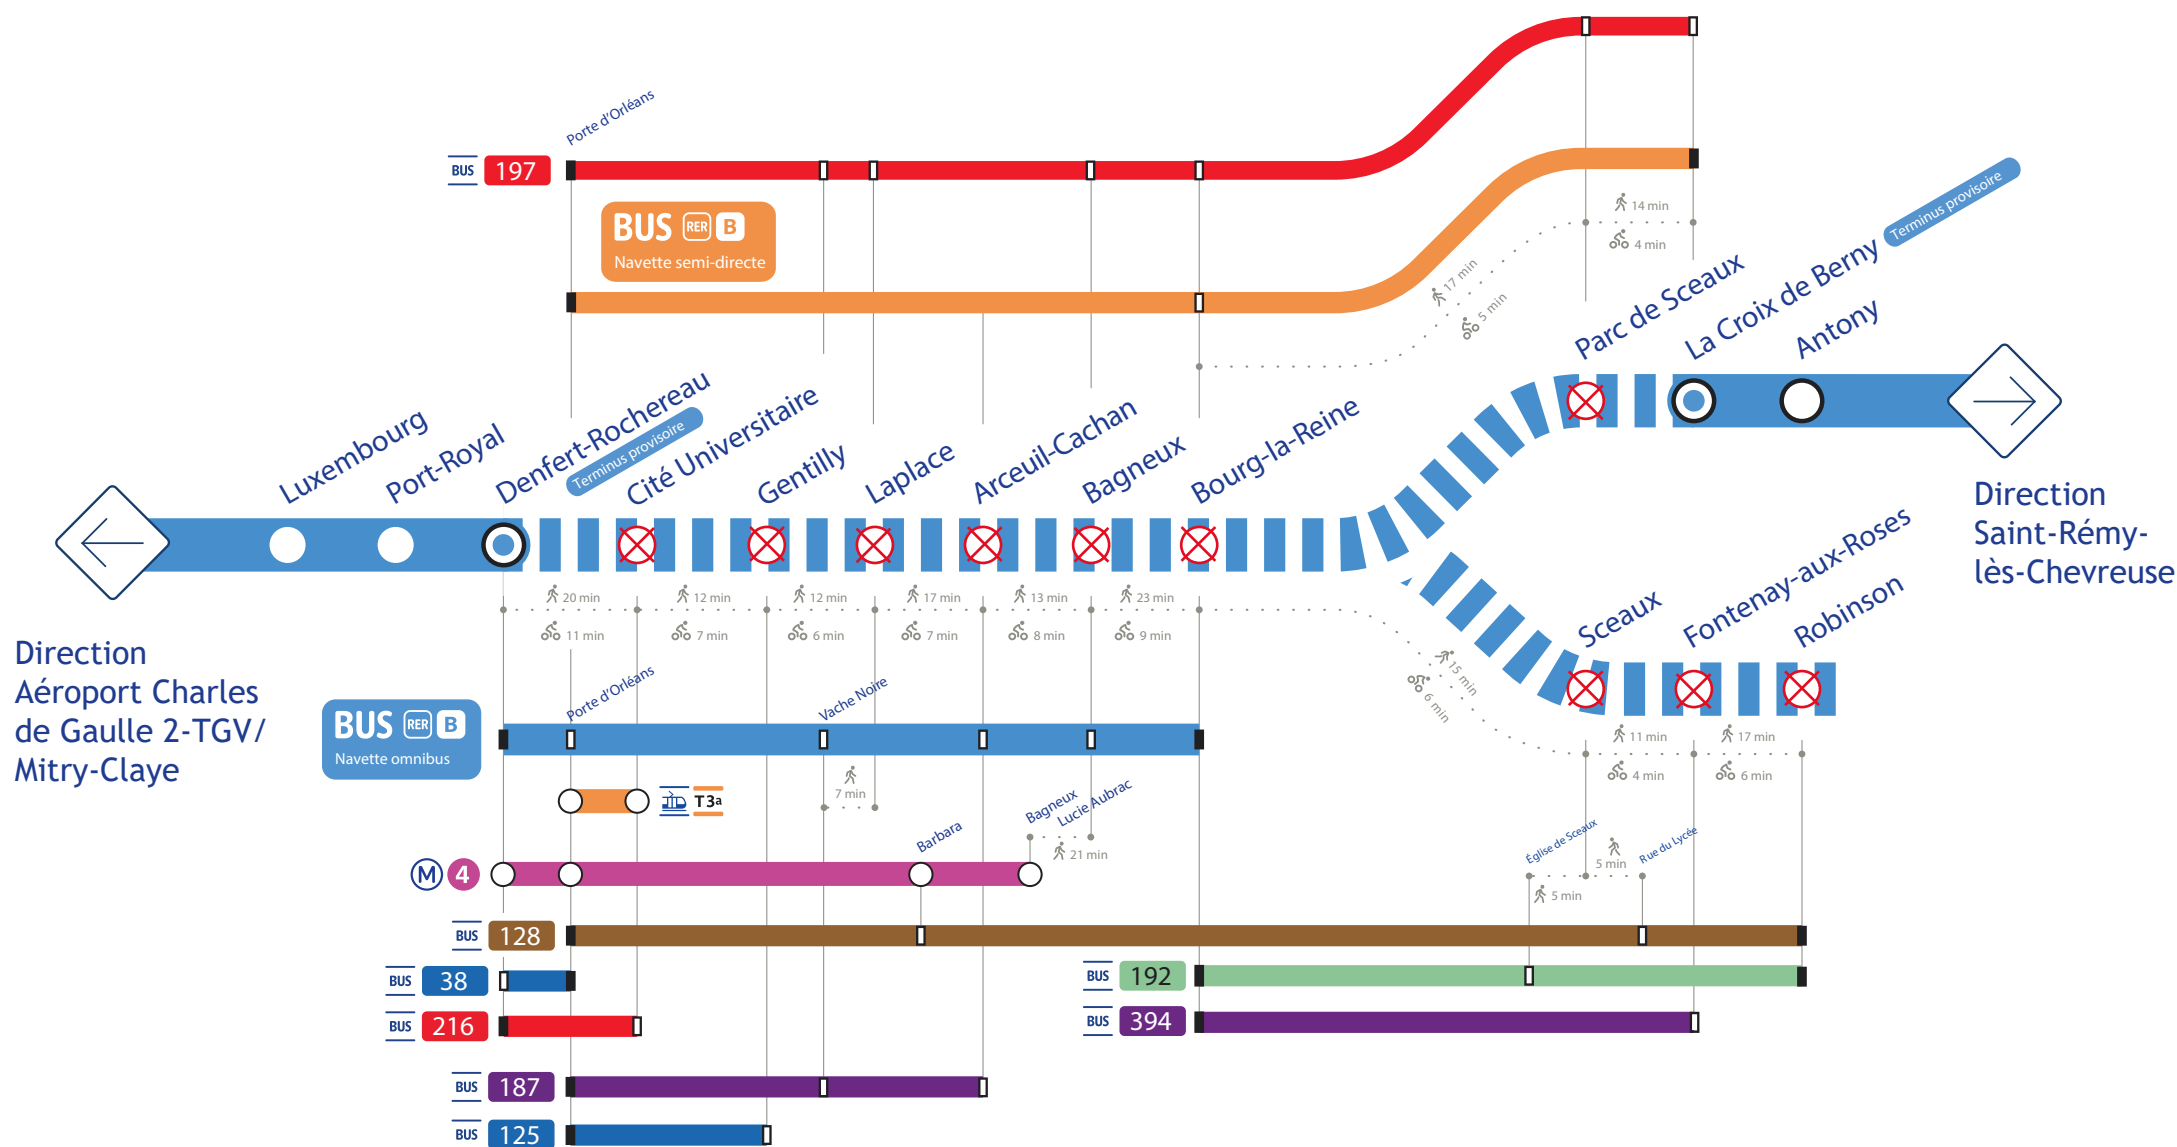 Porte d'Orléans
BUS 197
BUS RER B
Navette semi-directe
14 min
4 min
17 min
5 min
Terminus provisoire
Parc de Sceaux
La Croix de Berny
Antony
Luxembourg
Port-Royal
Denfert-Rochereau
Terminus provisoire
Cité Universitaire
Gentilly
Laplace
Arceuil-Cachan
Bagneux
Bourg-la-Reine
Direction
Saint-Rémy-
lès-Chevreuse
Sceaux
Fontenay-aux-Roses
Robinson
20 min
12 min
12 min
17 min
13 min
23 min
11 min
7 min
6 min
7 min
8 min
9 min
15 min
6 min
Direction
Aéroport Charles
de Gaulle 2-TGV/
Mitry-Claye
11 min
17 min
4 min
6 min
BUS RER B
Navette omnibus
Porte d'Orléans
Vache Noire
7 min
T3a
Bagneux
Lucie Aubrac
21 min
Barbara
M 4
Église de Sceaux
5 min
Rue du Lycée
5 min
BUS 128
BUS 38
BUS 192
BUS 216
BUS 394
BUS 187
BUS 125